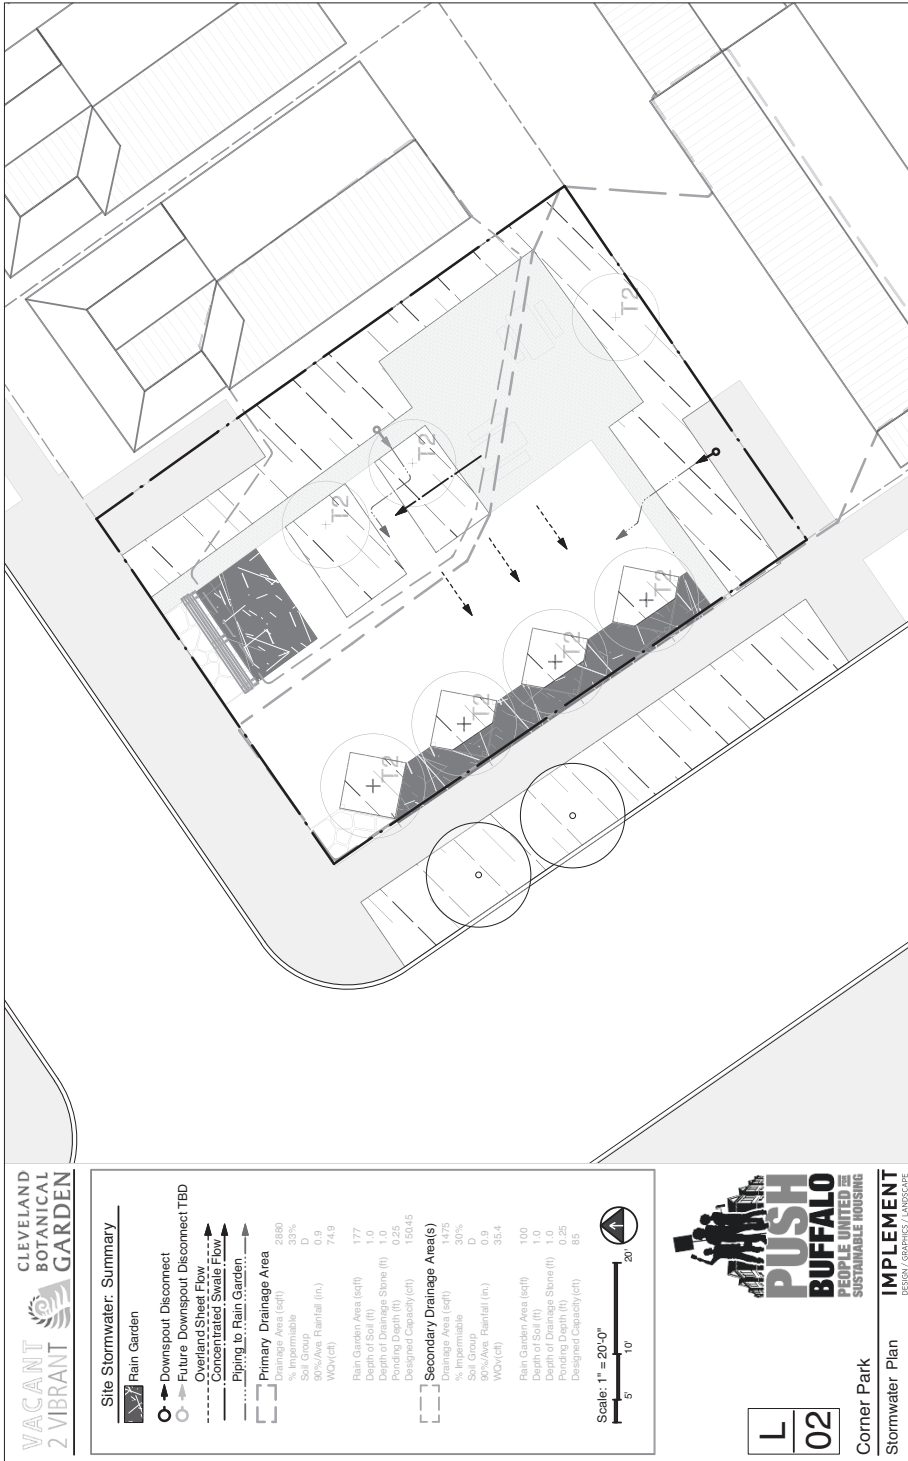 VACANT
2 VIBRANT
CLEVELAND
BOTANICAL
GARDEN
Site Stormwater: Summary
Rain Garden
Downspout Disconnect
Future Downspout Disconnect TBD
Overland Sheet Flow
Concentrated Swale Flow
Piping to Rain Garden
Primary Drainage Area
Drainage Area (sqft) 2880
% Impermiable 33%
Soil Group D
90%/Ave. Rainfall (in.) 0.9
WQv(cft) 74.9
Rain Garden Area (sqft) 177
Depth of Soil (ft) 1.0
Depth of Drainage Stone (ft) 1.0
Ponding Depth (ft) 0.25
Designed Capacity(cft) 150.45
Secondary Drainage Area(s)
Drainage Area (sqft) 1475
% Impermiable 30%
Soil Group D
90%/Ave. Rainfall (in.) 0.9
WQv(cft) 35.4
Rain Garden Area (sqft) 100
Depth of Soil (ft) 1.0
Depth of Drainage Stone (ft) 1.0
Ponding Depth (ft) 0.25
Designed Capacity(cft) 85
Scale: 1" = 20'-0"
5' 10' 20'
L
02
PUSH
BUFFALO
PEOPLE UNITED FOR
SUSTAINABLE HOUSING
Corner Park
Stormwater Plan
IMPLEMENT
DESIGN / GRAPHICS / LANDSCAPE
T2
T2
T2
T2
T2
T2
T2